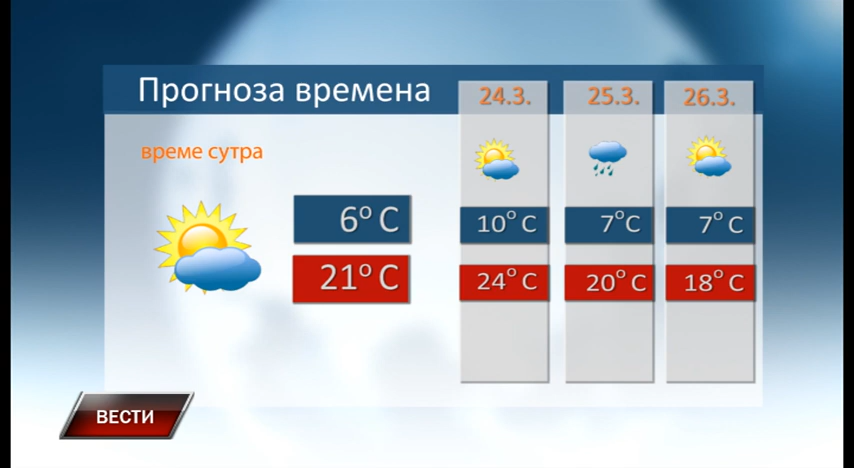 Прогноза времена
време сутра
6° C
21° C
24.3.
10° C
24° C
25.3.
7°C
20° C
26.3.
7° C
18° C
ВЕСТИ